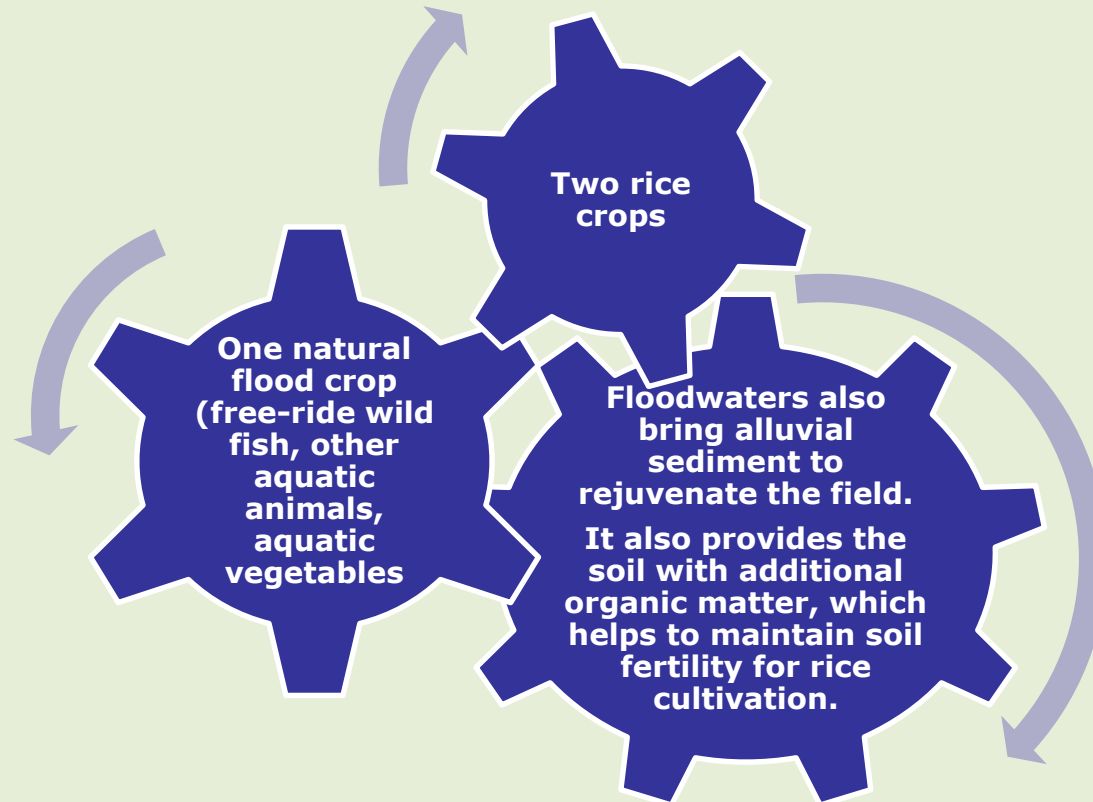 Two rice
crops
One natural
flood crop
(free-ride wild
fish, other
aquatic
animals,
aquatic
vegetables
Floodwaters also
bring alluvial
sediment to
rejuvenate the field.
It also provides the
soil with additional
organic matter, which
helps to maintain soil
fertility for rice
cultivation.